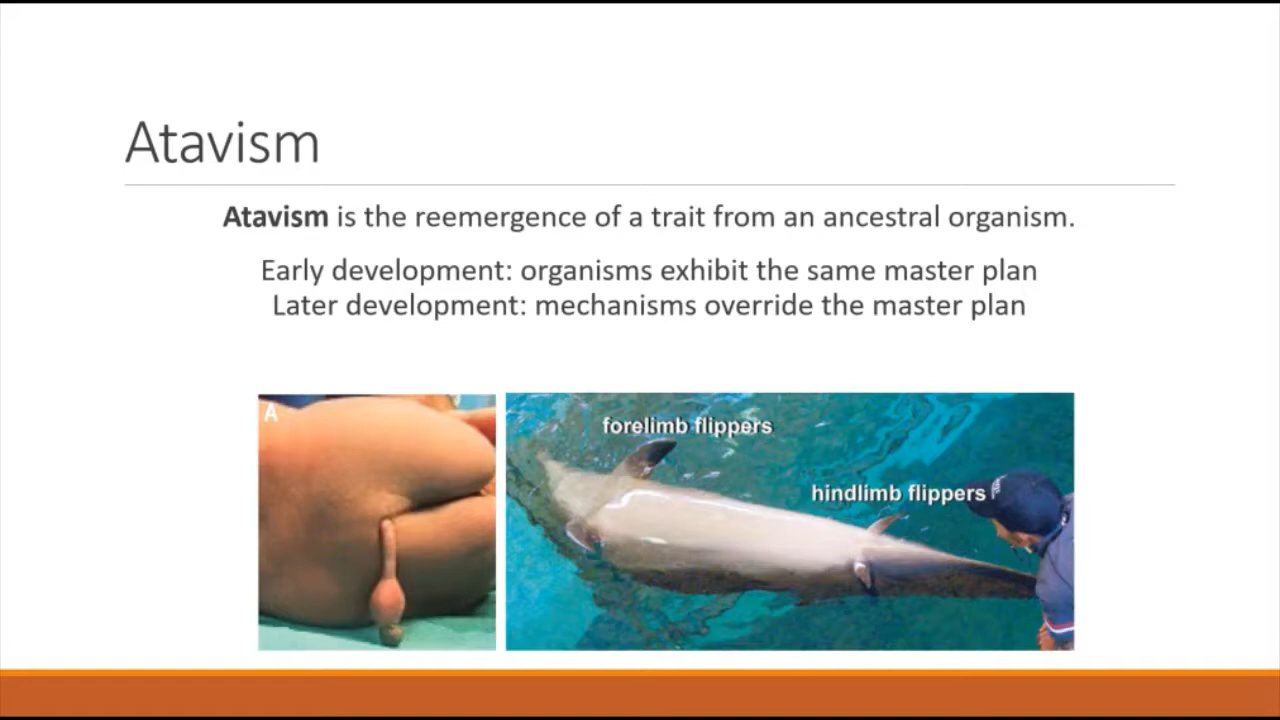 Atavism
Atavism is the reemergence of a trait from an ancestral organism.
Early development: organisms exhibit the same master plan
Later development: mechanisms override the master plan
A
forelimb flippers
hindlimb flippers